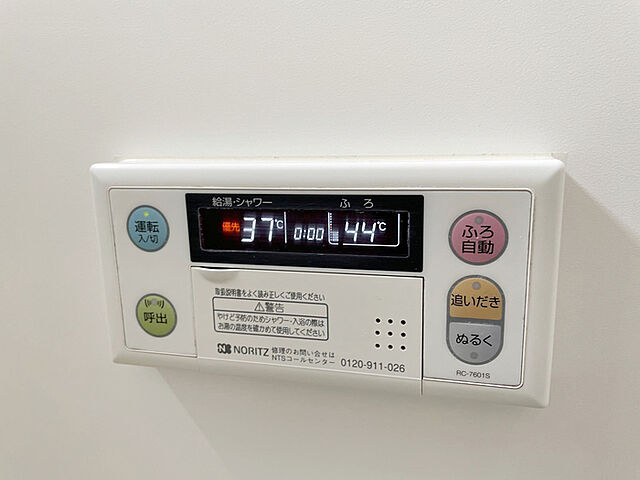 給湯・シャワー ふろ
優先 37℃ 0:00 44℃
運転
入/切
呼出
ふろ
自動
追いだき
ぬるく
取扱説明書をよく読み正しくご使用ください
警告
やけど予防のためシャワー・入浴の際は
お湯の温度を確かめて使用してください
NORITZ 修理のお問い合せは
NTSコールセンター 0120-911-026
RC-7601S